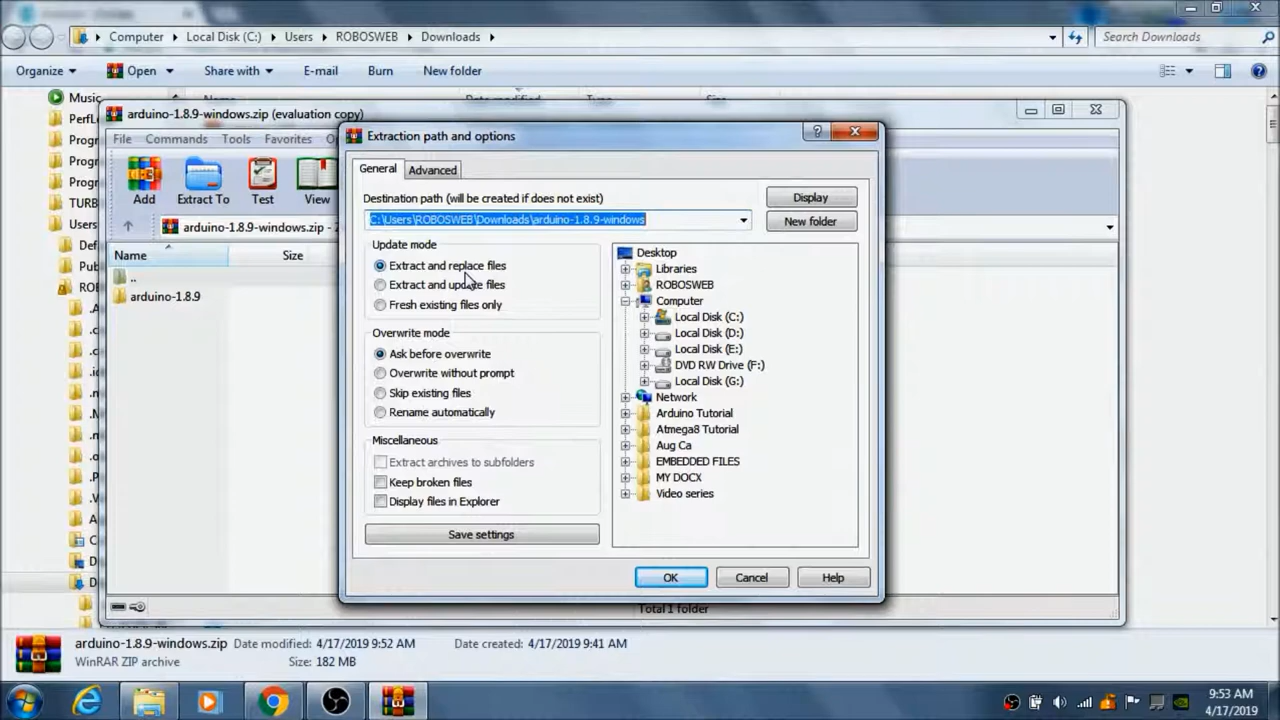 Computer
Local Disk (C:)
Users
ROBOSWEB
Downloads
Search Downloads
Organize
Open
Share with
E-mail
Burn
New folder
Music
PerfL
Progr
Progr
Progr
TURB
Users
Def
Pub
ROB
arduino-1.8.9-windows.zip (evaluation copy)
File
Commands
Tools
Favorites
Add
Extract To
Test
View
arduino-1.8.9-windows.zip - Z
Name
Size
..
arduino-1.8.9
Total 1 folder
Extraction path and options
General
Advanced
Destination path (will be created if does not exist)
Display
C:\Users\ROBOSWEB\Downloads\arduino-1.8.9-windows
New folder
Update mode
Extract and replace files
Extract and update files
Fresh existing files only
Overwrite mode
Ask before overwrite
Overwrite without prompt
Skip existing files
Rename automatically
Miscellaneous
Extract archives to subfolders
Keep broken files
Display files in Explorer
Save settings
Desktop
Libraries
ROBOSWEB
Computer
Local Disk (C:)
Local Disk (D:)
Local Disk (E:)
DVD RW Drive (F:)
Local Disk (G:)
Network
Arduino Tutorial
Atmega8 Tutorial
Aug Ca
EMBEDDED FILES
MY DOCX
Video series
OK
Cancel
Help
arduino-1.8.9-windows.zip
Date modified: 4/17/2019 9:52 AM
Date created: 4/17/2019 9:41 AM
WinRAR ZIP archive
Size: 182 MB
9:53 AM
4/17/2019